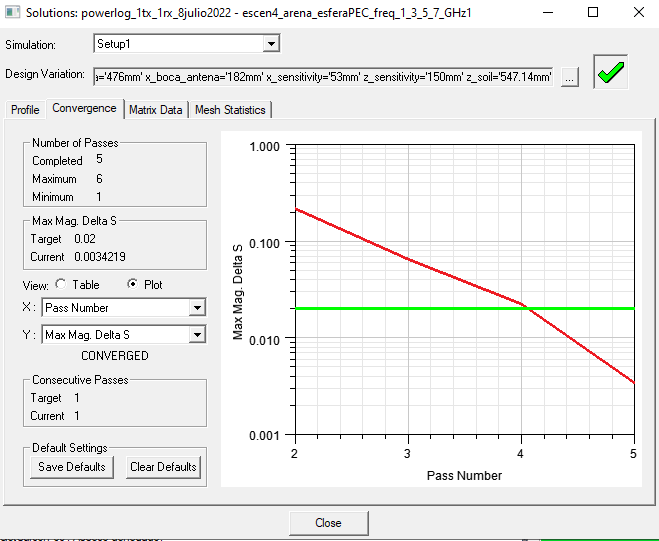 Solutions: powerlog_1tx_1rx_8julio2022 - escen4_arena_esferaPEC_freq_1_3_5_7_GHz1
Simulation: Setup1
Design Variation: ='476mm' x_boca_antena='182mm' x_sensitivity='53mm' z_sensitivity='150mm' z_soil='547.14mm' ...
Profile Convergence Matrix Data Mesh Statistics
Number of Passes
Completed 5
Maximum 6
Minimum 1
Max Mag. Delta S
Target 0.02
Current 0.0034219
View: Table Plot
X : Pass Number
Y : Max Mag. Delta S
CONVERGED
Consecutive Passes
Target 1
Current 1
Default Settings
Save Defaults Clear Defaults
Max Mag. Delta S
1.000
0.100
0.010
0.001
2 3 4 5
Pass Number
Close